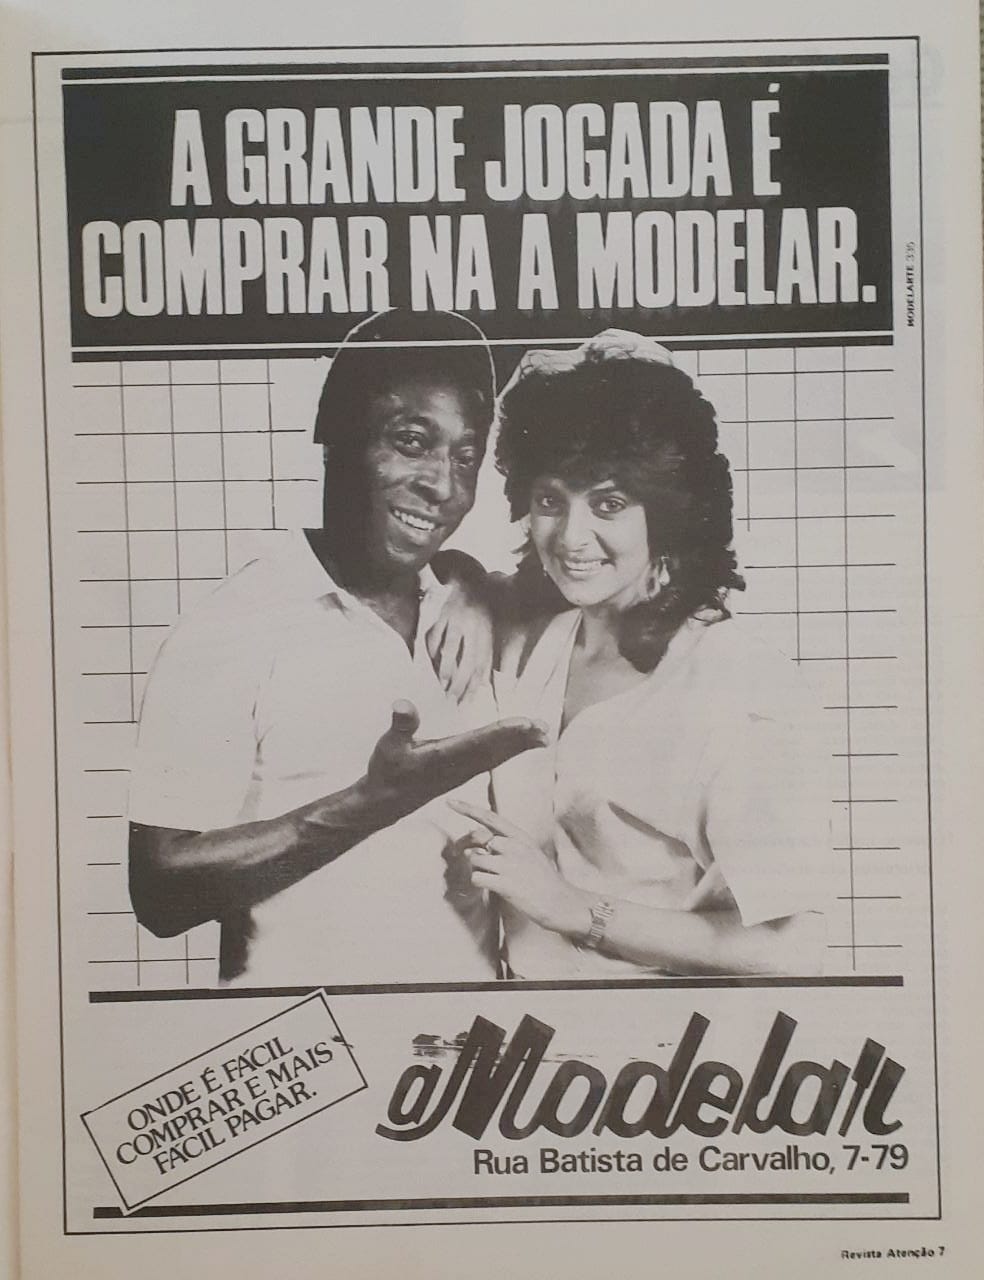 A GRANDE JOGADA É
COMPRAR NA A MODELAR.
MODELARTE 335
ONDE É FÁCIL
COMPRAR E MAIS
FÁCIL PAGAR.
a Modelar
Rua Batista de Carvalho, 7-79
Revista Atenção 7